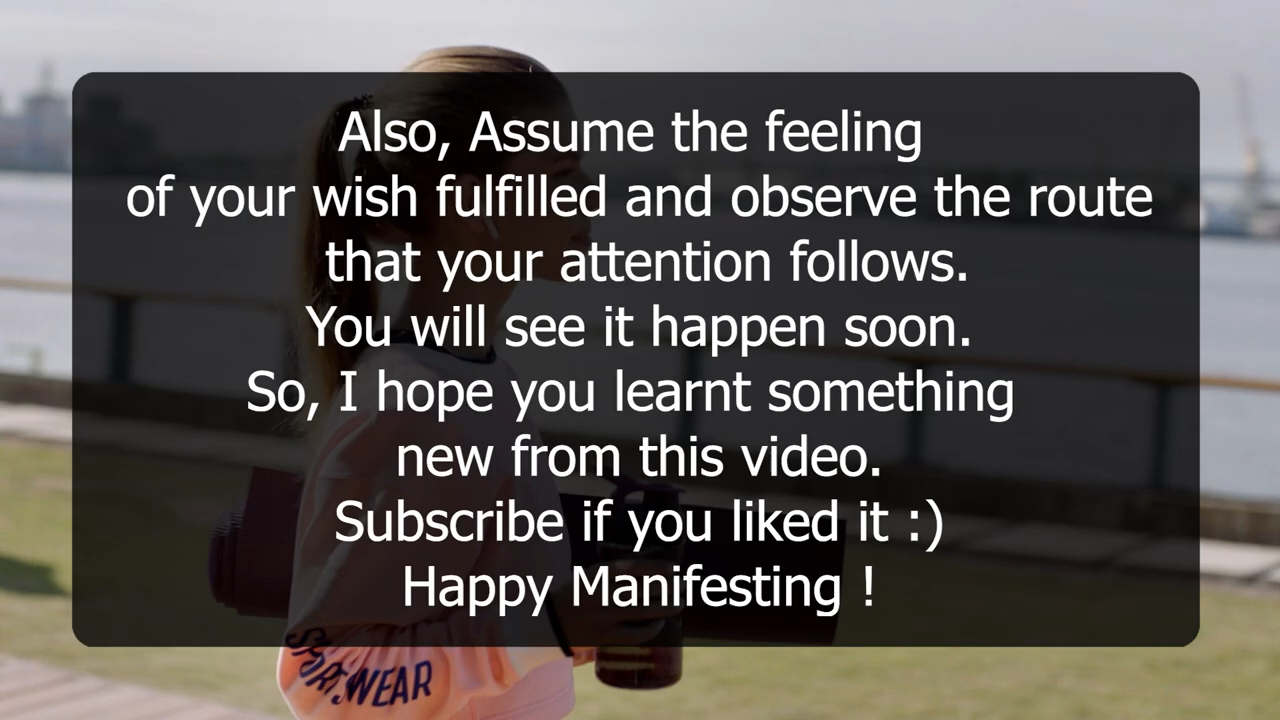 Also, Assume the feeling
of your wish fulfilled and observe the route
that your attention follows.
You will see it happen soon.
So, I hope you learnt something
new from this video.
Subscribe if you liked it :)
Happy Manifesting !
SPORTSWEAR